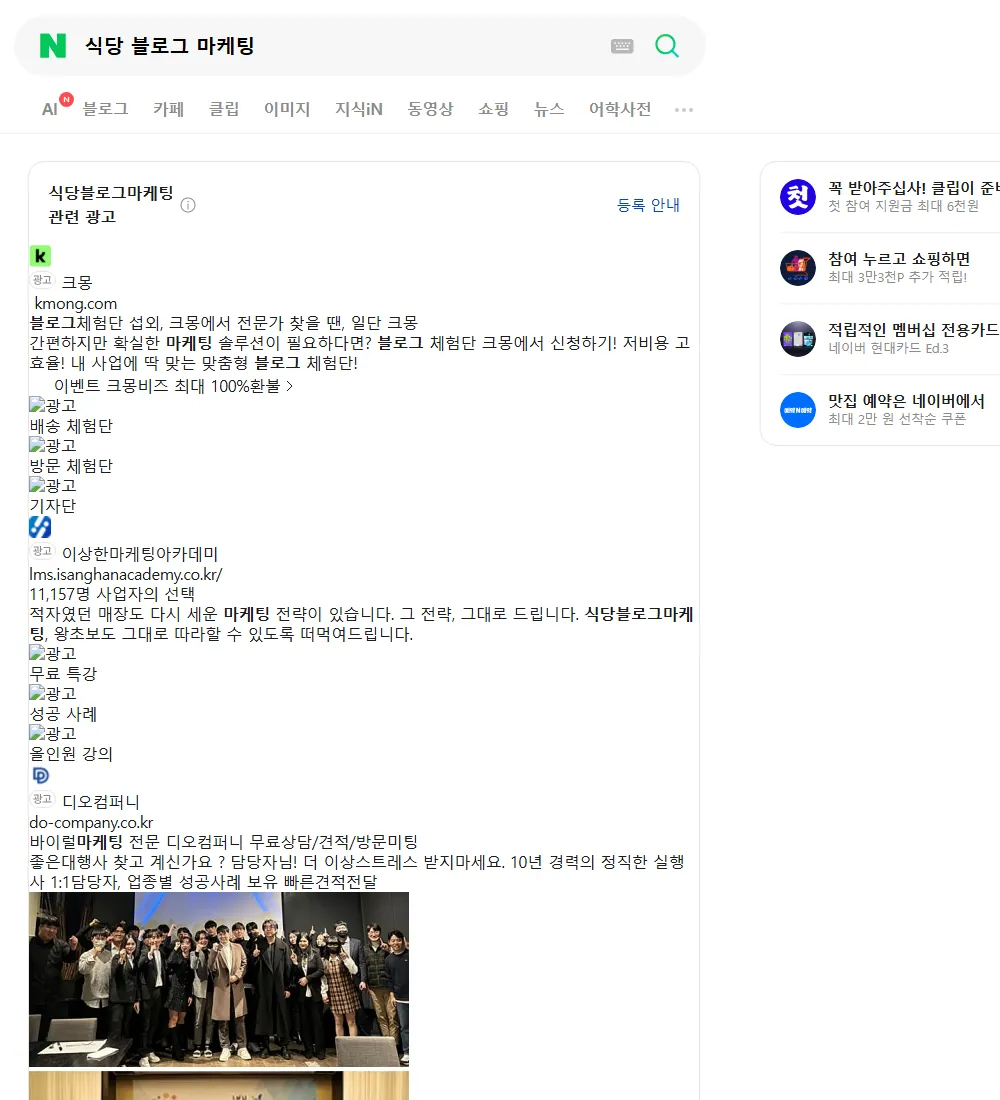 N 식당 블로그 마케팅
AI N 블로그 카페 클립 이미지 지식iN 동영상 쇼핑 뉴스 어학사전
식당블로그마케팅
관련 광고
등록 안내
k
광고 크몽
kmong.com
블로그체험단 섭외, 크몽에서 전문가 찾을 땐, 일단 크몽
간편하지만 확실한 마케팅 솔루션이 필요하다면? 블로그 체험단 크몽에서 신청하기! 저비용 고
효율! 내 사업에 딱 맞는 맞춤형 블로그 체험단!
이벤트 크몽비즈 최대 100%환불
광고
배송 체험단
광고
방문 체험단
광고
기자단
광고 이상한마케팅아카데미
lms.isanghanacademy.co.kr/
11,157명 사업자의 선택
적자였던 매장도 다시 세운 마케팅 전략이 있습니다. 그 전략, 그대로 드립니다. 식당블로그마케
팅, 왕초보도 그대로 따라할 수 있도록 떠먹여드립니다.
광고
무료 특강
광고
성공 사례
광고
올인원 강의
광고 디오컴퍼니
do-company.co.kr
바이럴마케팅 전문 디오컴퍼니 무료상담/견적/방문미팅
좋은대행사 찾고 계신가요 ? 담당자님! 더 이상스트레스 받지마세요. 10년 경력의 정직한 실행
사 1:1담당자, 업종별 성공사례 보유 빠른견적전달
첫
꼭 받아주십사! 클립이 준비
첫 참여 지원금 최대 6천원
참여 누르고 쇼핑하면
최대 3만3천P 추가 적립!
적립적인 멤버십 전용카드
네이버 현대카드 Ed.3
맛집 예약은 네이버에서
최대 2만 원 선착순 쿠폰